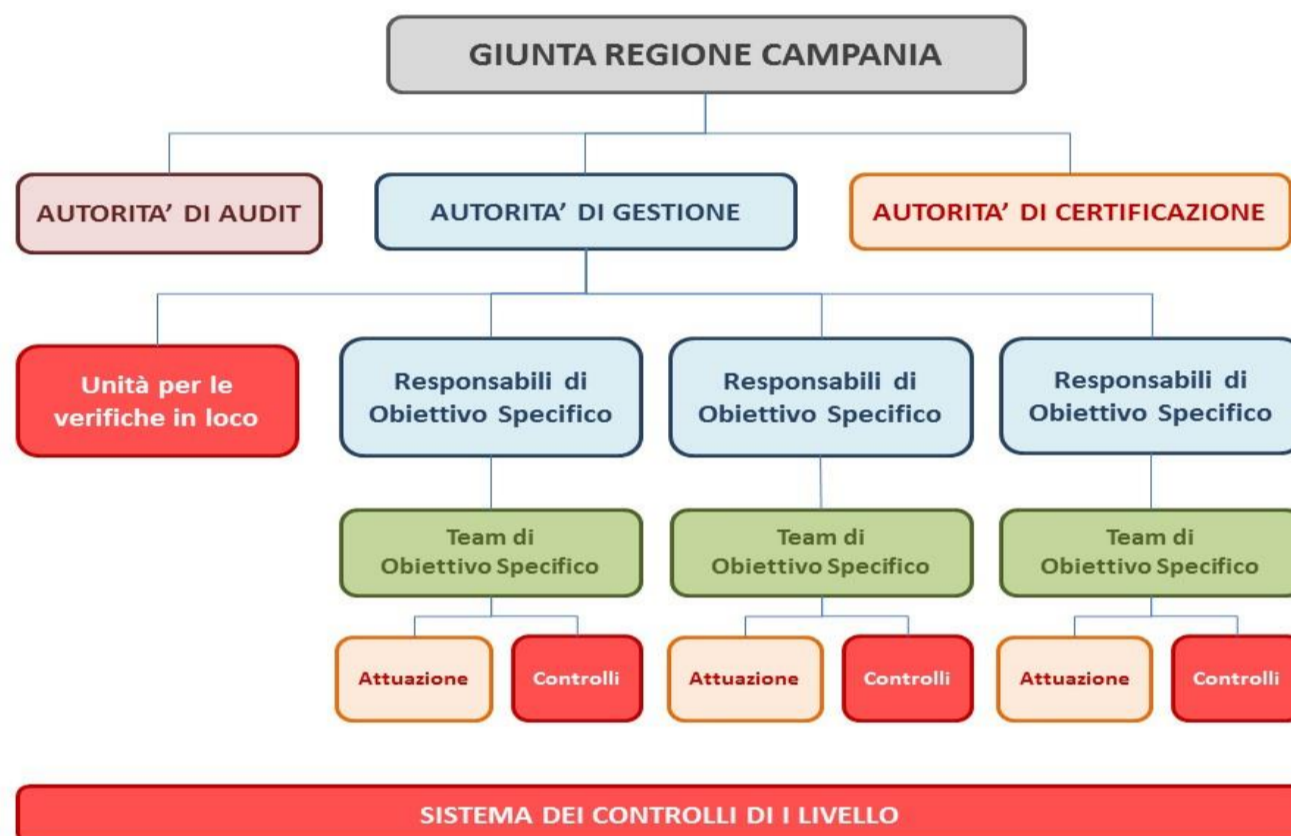 GIUNTA REGIONE CAMPANIA
AUTORITA’ DI AUDIT
AUTORITA’ DI GESTIONE
AUTORITA’ DI CERTIFICAZIONE
Unità per le
verifiche in loco
Responsabili di
Obiettivo Specifico
Responsabili di
Obiettivo Specifico
Responsabili di
Obiettivo Specifico
Team di
Obiettivo Specifico
Team di
Obiettivo Specifico
Team di
Obiettivo Specifico
Attuazione
Controlli
Attuazione
Controlli
Attuazione
Controlli
SISTEMA DEI CONTROLLI DI I LIVELLO